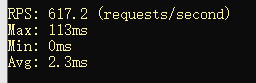 RPS: 617.2 (requests/second)
Max: 113ms
Min: 0ms
Avg: 2.3ms